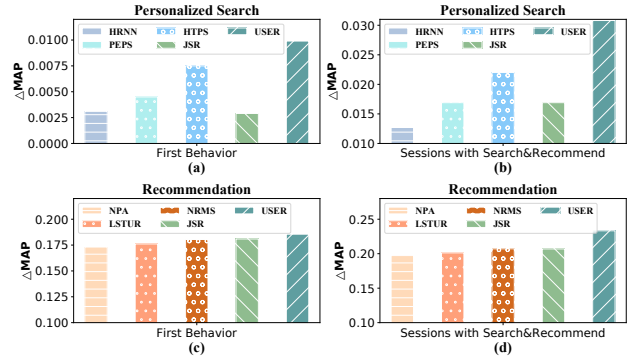 Personalized Search
△MAP
0.0100
0.0075
0.0050
0.0025
0.0000
HRNN HTPS USER
PEPS JSR
First Behavior
(a)
Personalized Search
△MAP
0.030
0.025
0.020
0.015
0.010
HRNN HTPS USER
PEPS JSR
Sessions with Search&Recommend
(b)
Recommendation
△MAP
0.200
0.175
0.150
0.125
0.100
NPA NRMS USER
LSTUR JSR
First Behavior
(c)
Recommendation
△MAP
0.25
0.20
0.15
0.10
NPA NRMS USER
LSTUR JSR
Sessions with Search&Recommend
(d)